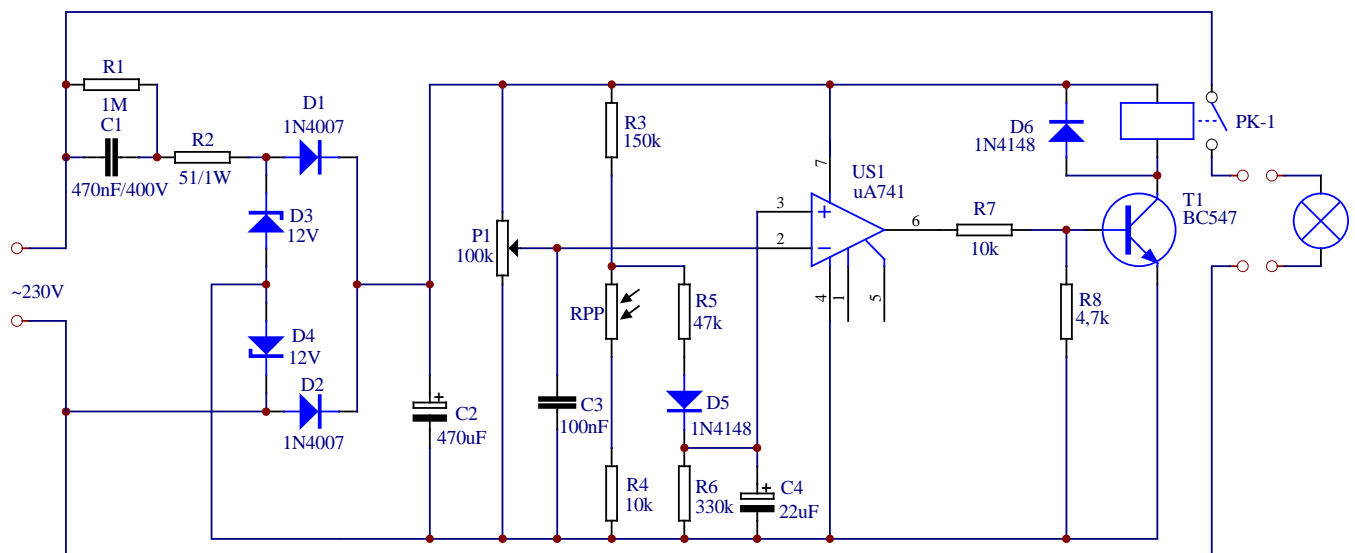 R1
1M
C1
470nF/400V
R2
51/1W
D1
1N4007
D3
12V
~230V
D4
12V
D2
1N4007
C2
470uF
+
P1
100k
C3
100nF
R3
150k
RPP
R4
10k
R5
47k
D5
1N4148
R6
330k
C4
22uF
+
US1
uA741
7
3
+
2
−
6
4
1
5
R7
10k
R8
4,7k
D6
1N4148
PK-1
T1
BC547